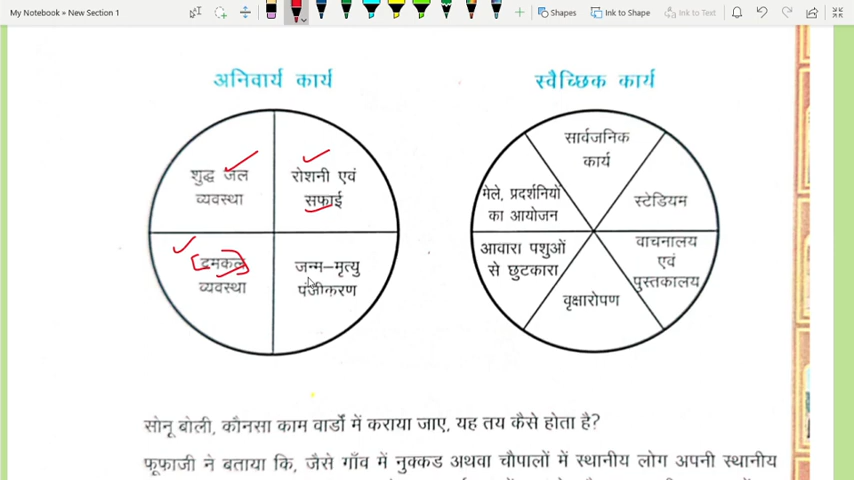 My Notebook » New Section 1
Shapes
Ink to Shape
Ink to Text
अनिवार्य कार्य
स्वैच्छिक कार्य
शुद्ध जल
व्यवस्था
रोशनी एवं
सफाई
दमकल
व्यवस्था
जन्म–मृत्यु
पंजीकरण
सार्वजनिक
कार्य
मेले, प्रदर्शनियों
का आयोजन
स्टेडियम
आवारा पशुओं
से छुटकारा
वाचनालय
एवं
पुस्तकालय
वृक्षारोपण
सोनू बोली, कौनसा काम वार्डों में कराया जाए, यह तय कैसे होता है?
फूफाजी ने बताया कि, जैसे गाँव में नुक्कड अथवा चौपालों में स्थानीय लोग अपनी स्थानीय